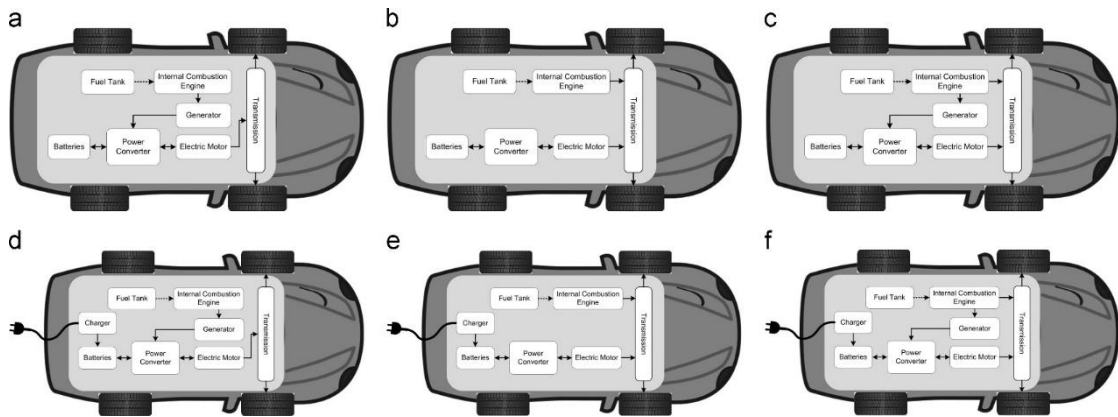 a
Fuel Tank
Internal Combustion
Engine
Generator
Batteries
Power
Converter
Electric Motor
Transmission
b
Fuel Tank
Internal Combustion
Engine
Batteries
Power
Converter
Electric Motor
Transmission
c
Fuel Tank
Internal Combustion
Engine
Generator
Batteries
Power
Converter
Electric Motor
Transmission
d
Fuel Tank
Internal Combustion
Engine
Charger
Generator
Batteries
Power
Converter
Electric Motor
Transmission
e
Fuel Tank
Internal Combustion
Engine
Charger
Batteries
Power
Converter
Electric Motor
Transmission
f
Fuel Tank
Internal Combustion
Engine
Charger
Generator
Batteries
Power
Converter
Electric Motor
Transmission